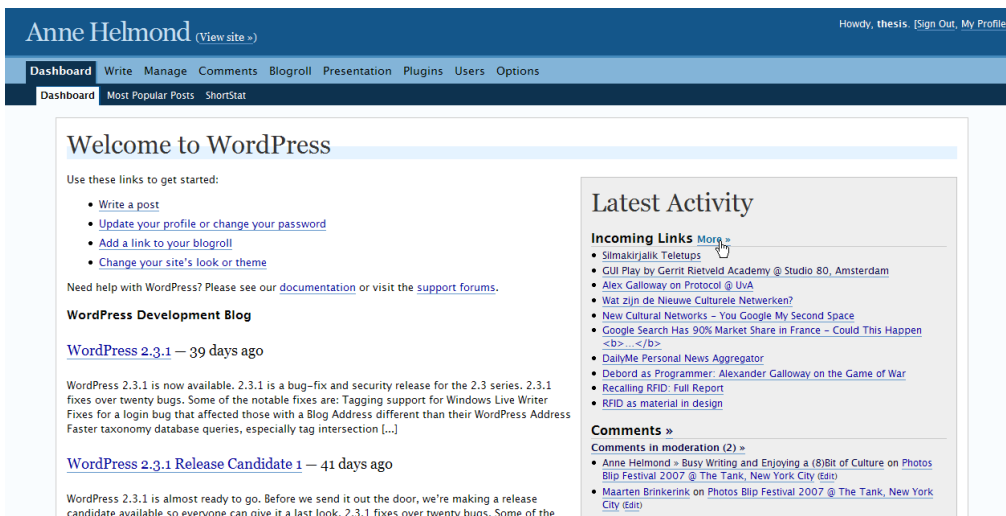 Anne Helmond (View site »)
Howdy, thesis. [Sign Out, My Profile
Dashboard Write Manage Comments Blogroll Presentation Plugins Users Options
Dashboard Most Popular Posts ShortStat
Welcome to WordPress
Use these links to get started:
• Write a post
• Update your profile or change your password
• Add a link to your blogroll
• Change your site's look or theme
Need help with WordPress? Please see our documentation or visit the support forums.
WordPress Development Blog
WordPress 2.3.1 — 39 days ago
WordPress 2.3.1 is now available. 2.3.1 is a bug-fix and security release for the 2.3 series. 2.3.1
fixes over twenty bugs. Some of the notable fixes are: Tagging support for Windows Live Writer
Fixes for a login bug that affected those with a Blog Address different than their WordPress Address
Faster taxonomy database queries, especially tag intersection [...]
WordPress 2.3.1 Release Candidate 1 — 41 days ago
WordPress 2.3.1 is almost ready to go. Before we send it out the door, we're making a release
candidate available so everyone can give it a last look. 2.3.1 fixes over twenty bugs. Some of the
Latest Activity
Incoming Links More »
• Silmakirjalik Teletups
• GUI Play by Gerrit Rietveld Academy @ Studio 80, Amsterdam
• Alex Galloway on Protocol @ UvA
• Wat zijn de Nieuwe Culturele Netwerken?
• New Cultural Networks – You Google My Second Space
• Google Search Has 90% Market Share in France – Could This Happen
<b>...</b>
• DailyMe Personal News Aggregator
• Debord as Programmer: Alexander Galloway on the Game of War
• Recalling RFID: Full Report
• RFID as material in design
Comments »
Comments in moderation (2) »
• Anne Helmond » Busy Writing and Enjoying a (8)Bit of Culture on Photos
Blip Festival 2007 @ The Tank, New York City (Edit)
• Maarten Brinkerink on Photos Blip Festival 2007 @ The Tank, New York
City (Edit)